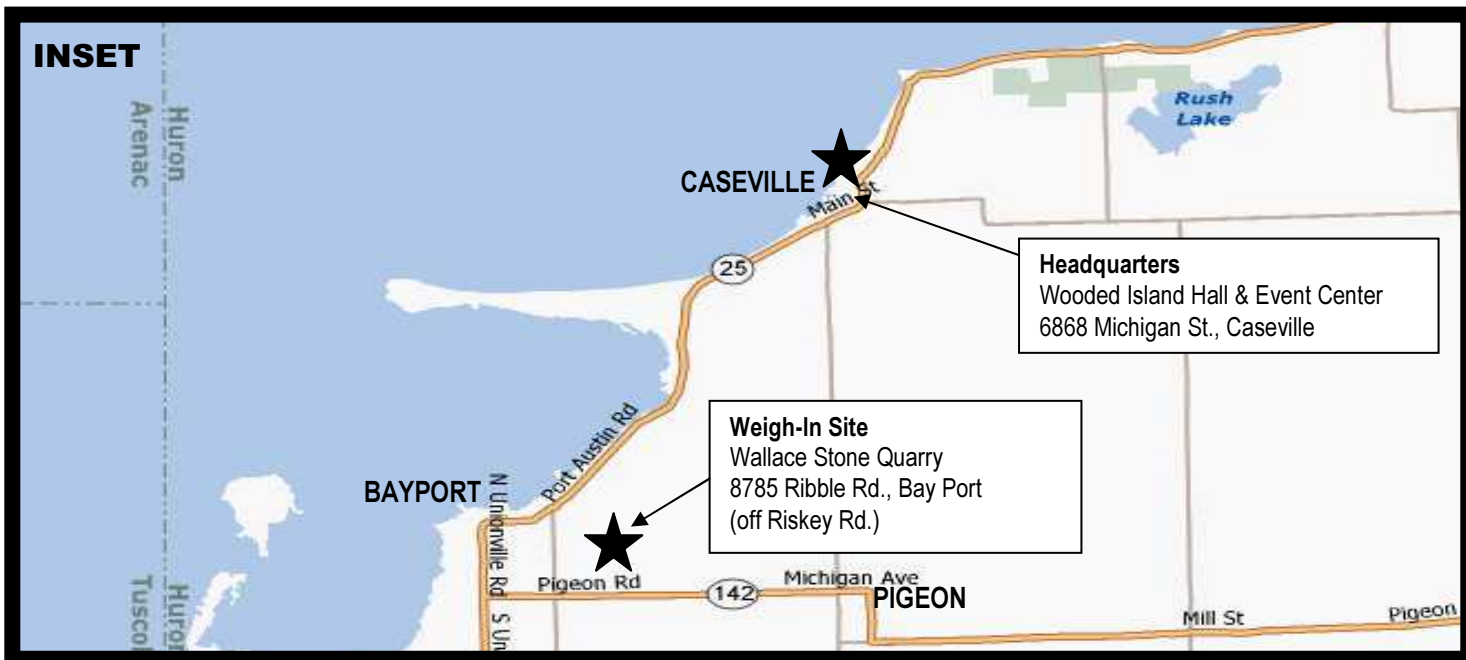 INSET
Huron
Arenac
Rush
Lake
CASEVILLE
Main St
25
Headquarters
Wooded Island Hall & Event Center
6868 Michigan St., Caseville
Weigh-In Site
Wallace Stone Quarry
8785 Ribble Rd., Bay Port
(off Riskey Rd.)
Port Austin Rd
BAYPORT
N Unionville Rd
S Un
Pigeon Rd
142
Michigan Ave
PIGEON
Mill St
Pigeon
Huron
Tuscol